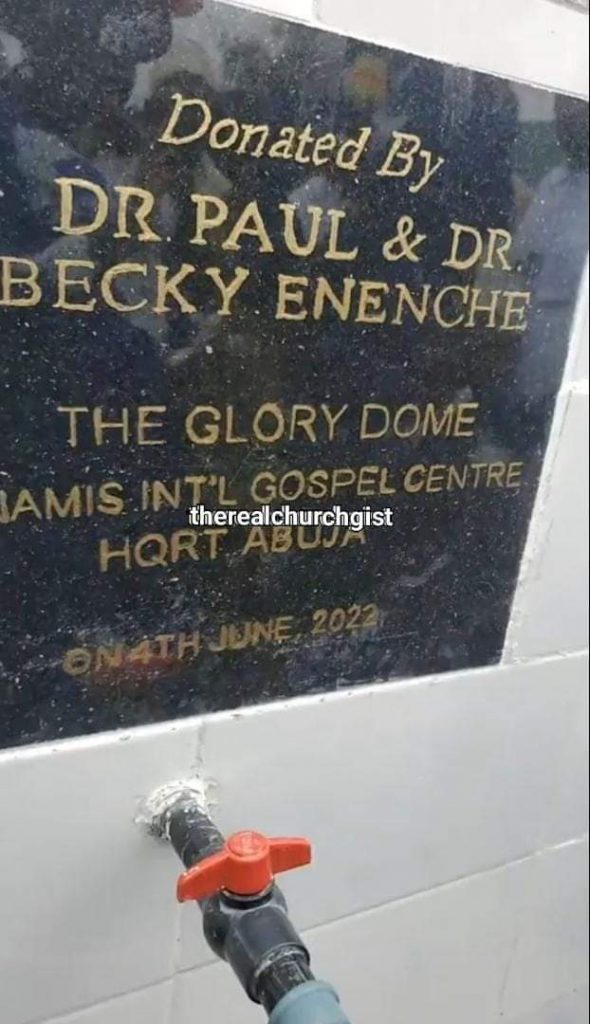 Donated By
DR. PAUL & DR.
BECKY ENENCHE
THE GLORY DOME
NAMIS INT'L GOSPEL CENTRE
therealchurchgist
HQRT ABUJA
ON 4TH JUNE, 2022